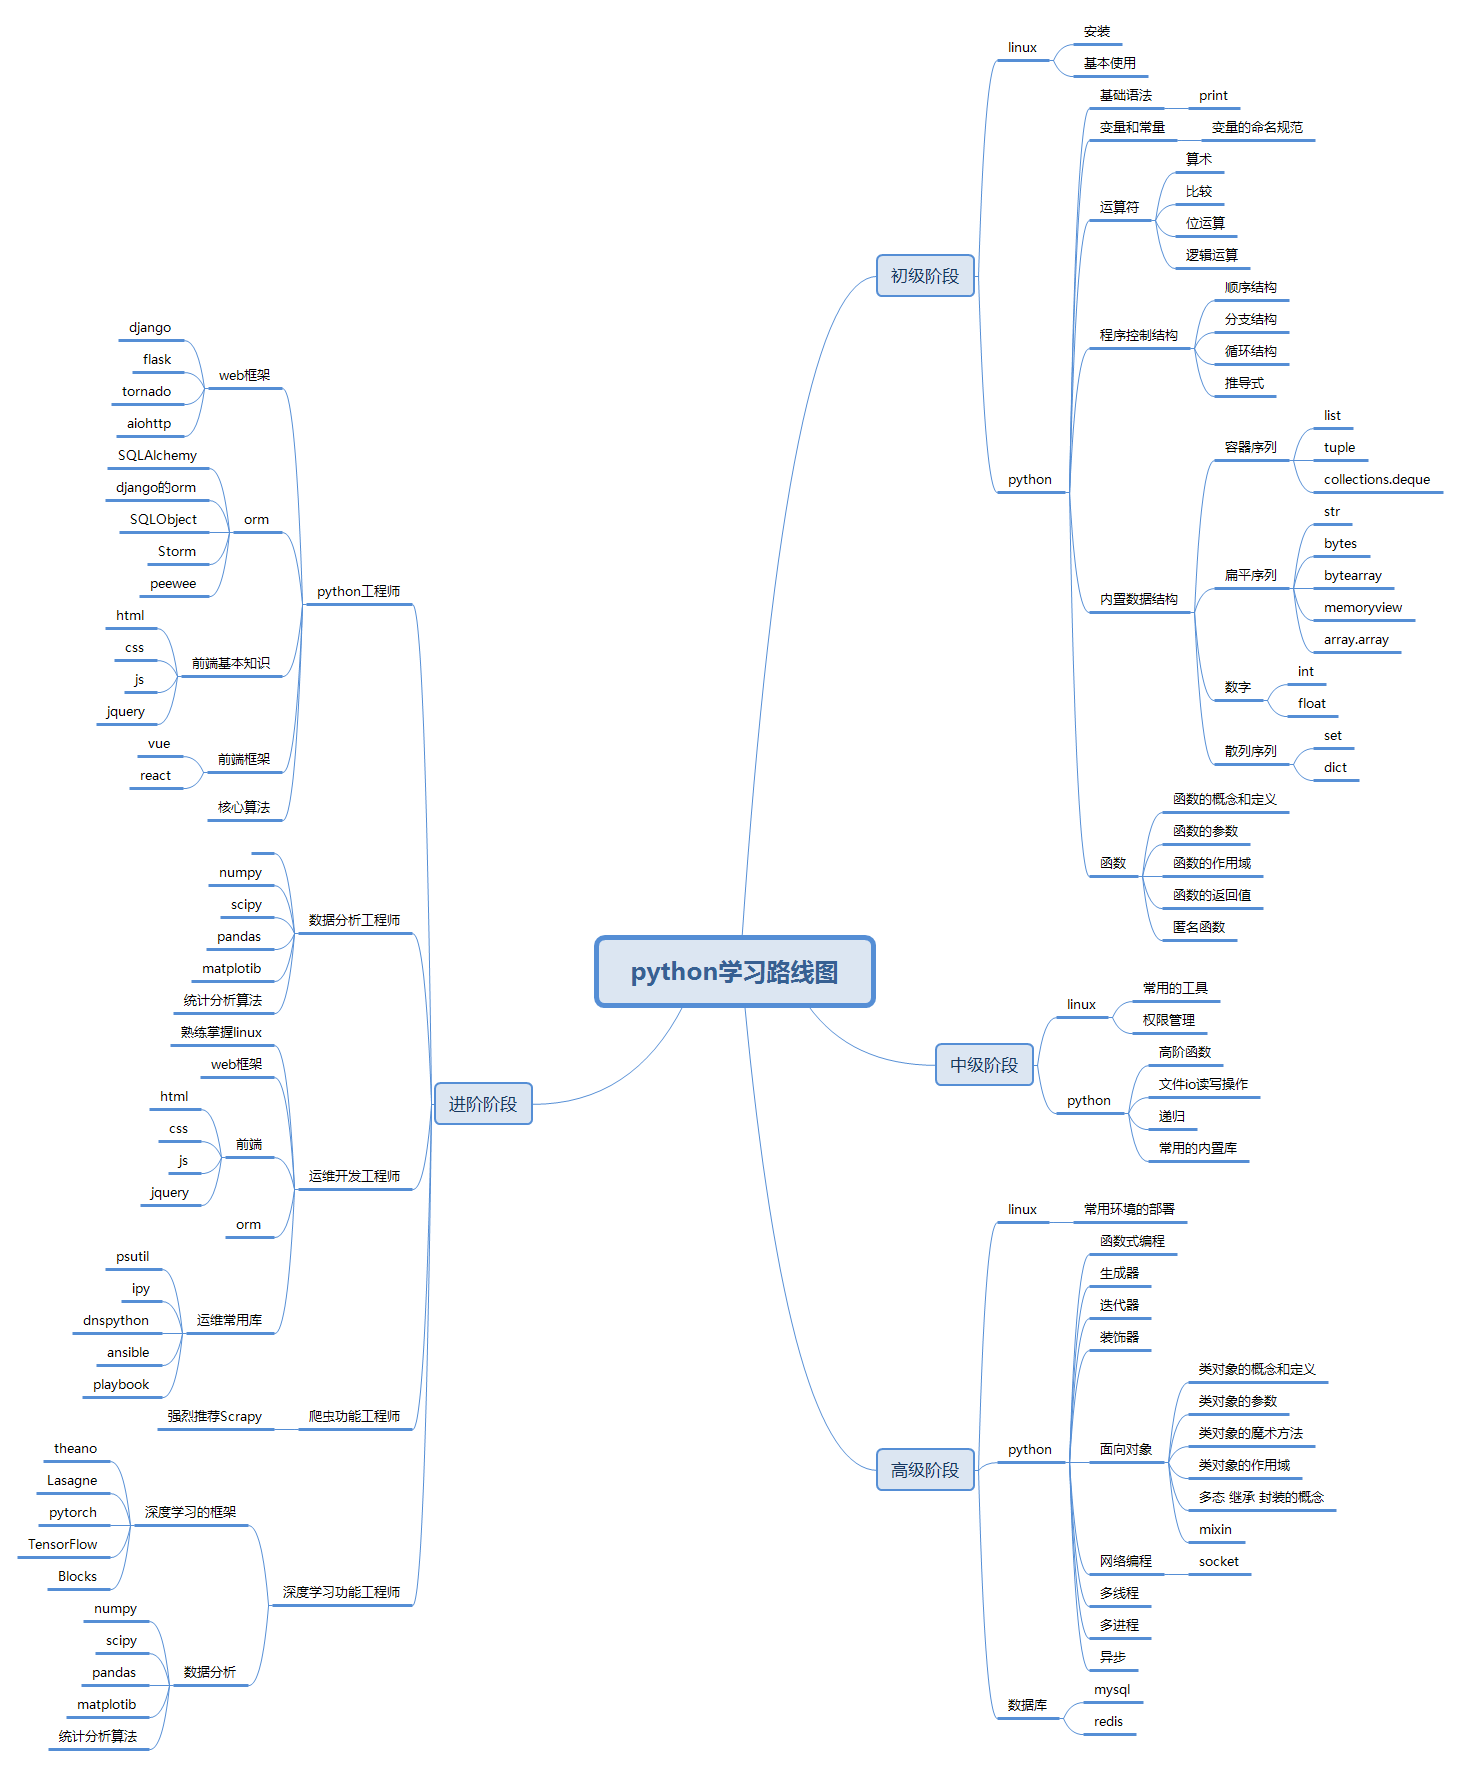 python学习路线图
初级阶段
linux
安装
基本使用
python
基础语法
print
变量和常量
变量的命名规范
运算符
算术
比较
位运算
逻辑运算
程序控制结构
顺序结构
分支结构
循环结构
推导式
内置数据结构
容器序列
list
tuple
collections.deque
扁平序列
str
bytes
bytearray
memoryview
array.array
数字
int
float
散列序列
set
dict
函数
函数的概念和定义
函数的参数
函数的作用域
函数的返回值
匿名函数
中级阶段
linux
常用的工具
权限管理
python
高阶函数
文件io读写操作
递归
常用的内置库
高级阶段
linux
常用环境的部署
python
函数式编程
生成器
迭代器
装饰器
面向对象
类对象的概念和定义
类对象的参数
类对象的魔术方法
类对象的作用域
多态 继承 封装的概念
mixin
网络编程
socket
多线程
多进程
异步
数据库
mysql
redis
进阶阶段
python工程师
web框架
django
flask
tornado
aiohttp
orm
SQLAlchemy
django的orm
SQLObject
Storm
peewee
前端基本知识
html
css
js
jquery
前端框架
vue
react
核心算法
数据分析工程师
numpy
scipy
pandas
matplotib
统计分析算法
运维开发工程师
熟练掌握linux
web框架
前端
html
css
js
jquery
orm
运维常用库
psutil
ipy
dnspython
ansible
playbook
爬虫功能工程师
强烈推荐Scrapy
深度学习功能工程师
深度学习的框架
theano
Lasagne
pytorch
TensorFlow
Blocks
数据分析
numpy
scipy
pandas
matplotib
统计分析算法